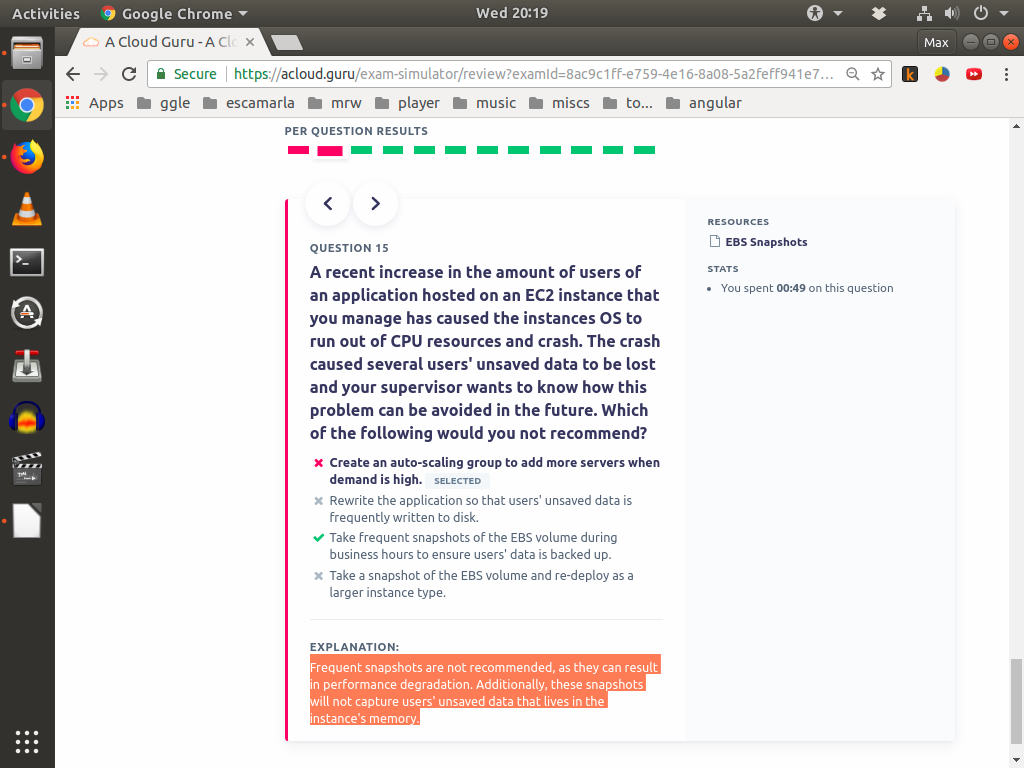 Activities Google Chrome Wed 20:19
A Cloud Guru - A Clo Max
Secure https://acloud.guru/exam-simulator/review?examId=8ac9c1ff-e759-4e16-8a08-5a2feff941e7...
Apps ggle escamarla mrw player music miscs to... angular
PER QUESTION RESULTS
QUESTION 15
A recent increase in the amount of users of
an application hosted on an EC2 instance that
you manage has caused the instances OS to
run out of CPU resources and crash. The crash
caused several users' unsaved data to be lost
and your supervisor wants to know how this
problem can be avoided in the future. Which
of the following would you not recommend?
Create an auto-scaling group to add more servers when
demand is high. SELECTED
Rewrite the application so that users' unsaved data is
frequently written to disk.
Take frequent snapshots of the EBS volume during
business hours to ensure users' data is backed up.
Take a snapshot of the EBS volume and re-deploy as a
larger instance type.
EXPLANATION:
Frequent snapshots are not recommended, as they can result
in performance degradation. Additionally, these snapshots
will not capture users' unsaved data that lives in the
instance's memory.
RESOURCES
EBS Snapshots
STATS
You spent 00:49 on this question